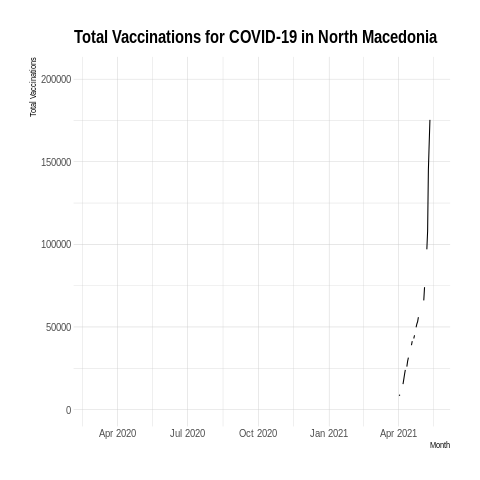 Total Vaccinations for COVID-19 in North Macedonia
Total Vaccinations
200000
150000
100000
50000
0
Apr 2020 Jul 2020 Oct 2020 Jan 2021 Apr 2021
Month